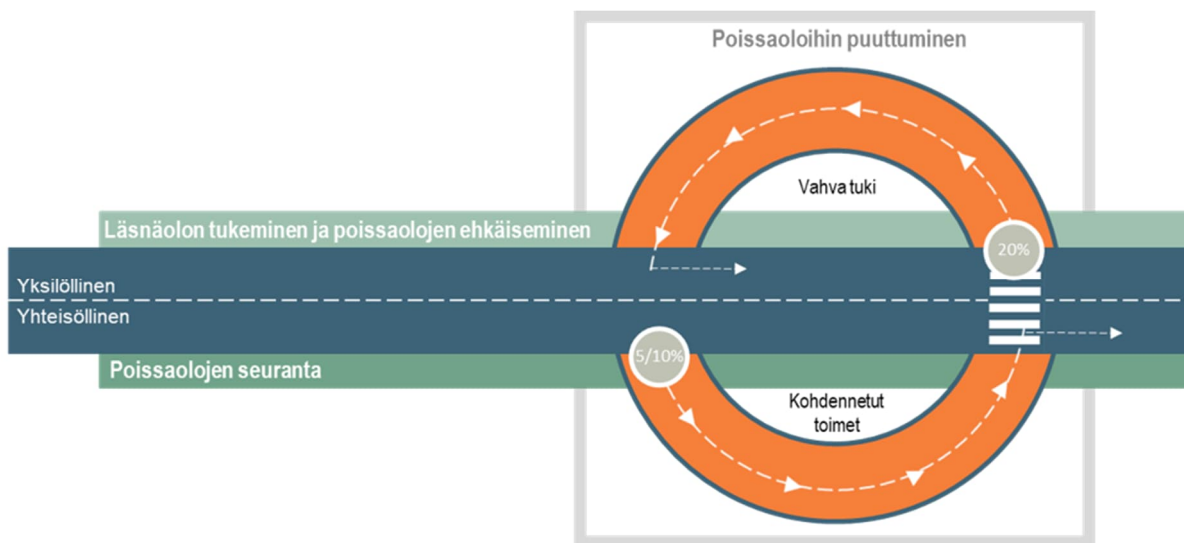 Poissaoloihin puuttuminen
Vahva tuki
Läsnäolon tukeminen ja poissaolojen ehkäiseminen
20%
Yksilöllinen
Yhteisöllinen
5/10%
Poissaolojen seuranta
Kohdennetut
toimet